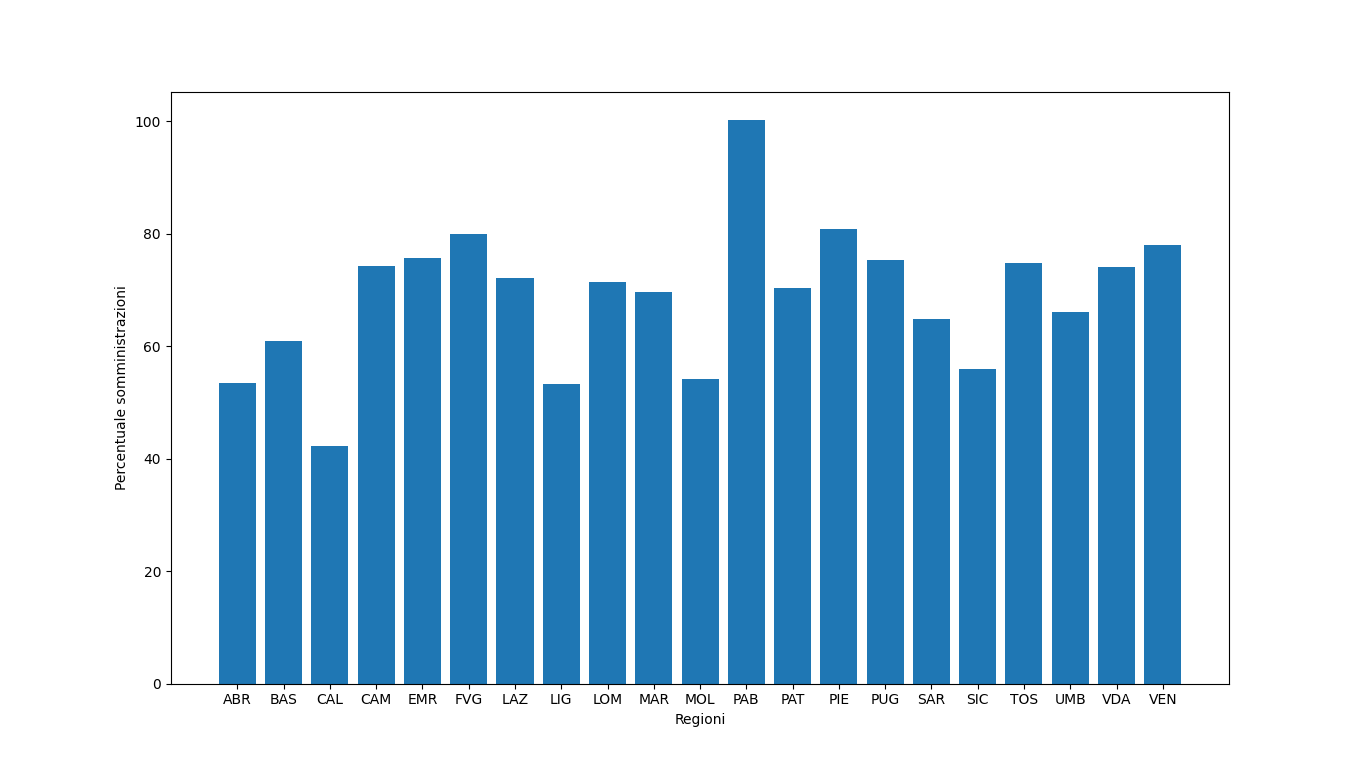 100
80
60
40
20
0
Percentuale somministrazioni
ABR BAS CAL CAM EMR FVG LAZ LIG LOM MAR MOL PAB PAT PIE PUG SAR SIC TOS UMB VDA VEN
Regioni